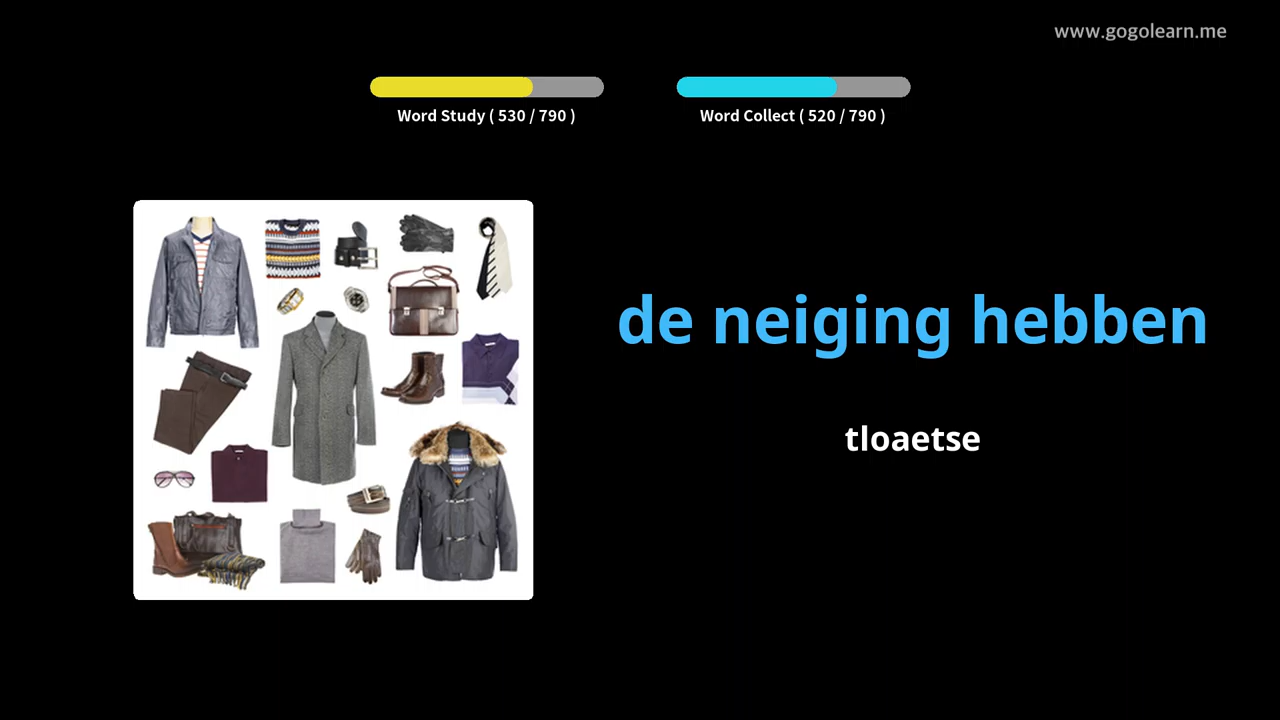 www.gogolearn.me
Word Study ( 530 / 790 )
Word Collect ( 520 / 790 )
de neiging hebben
tloaetse